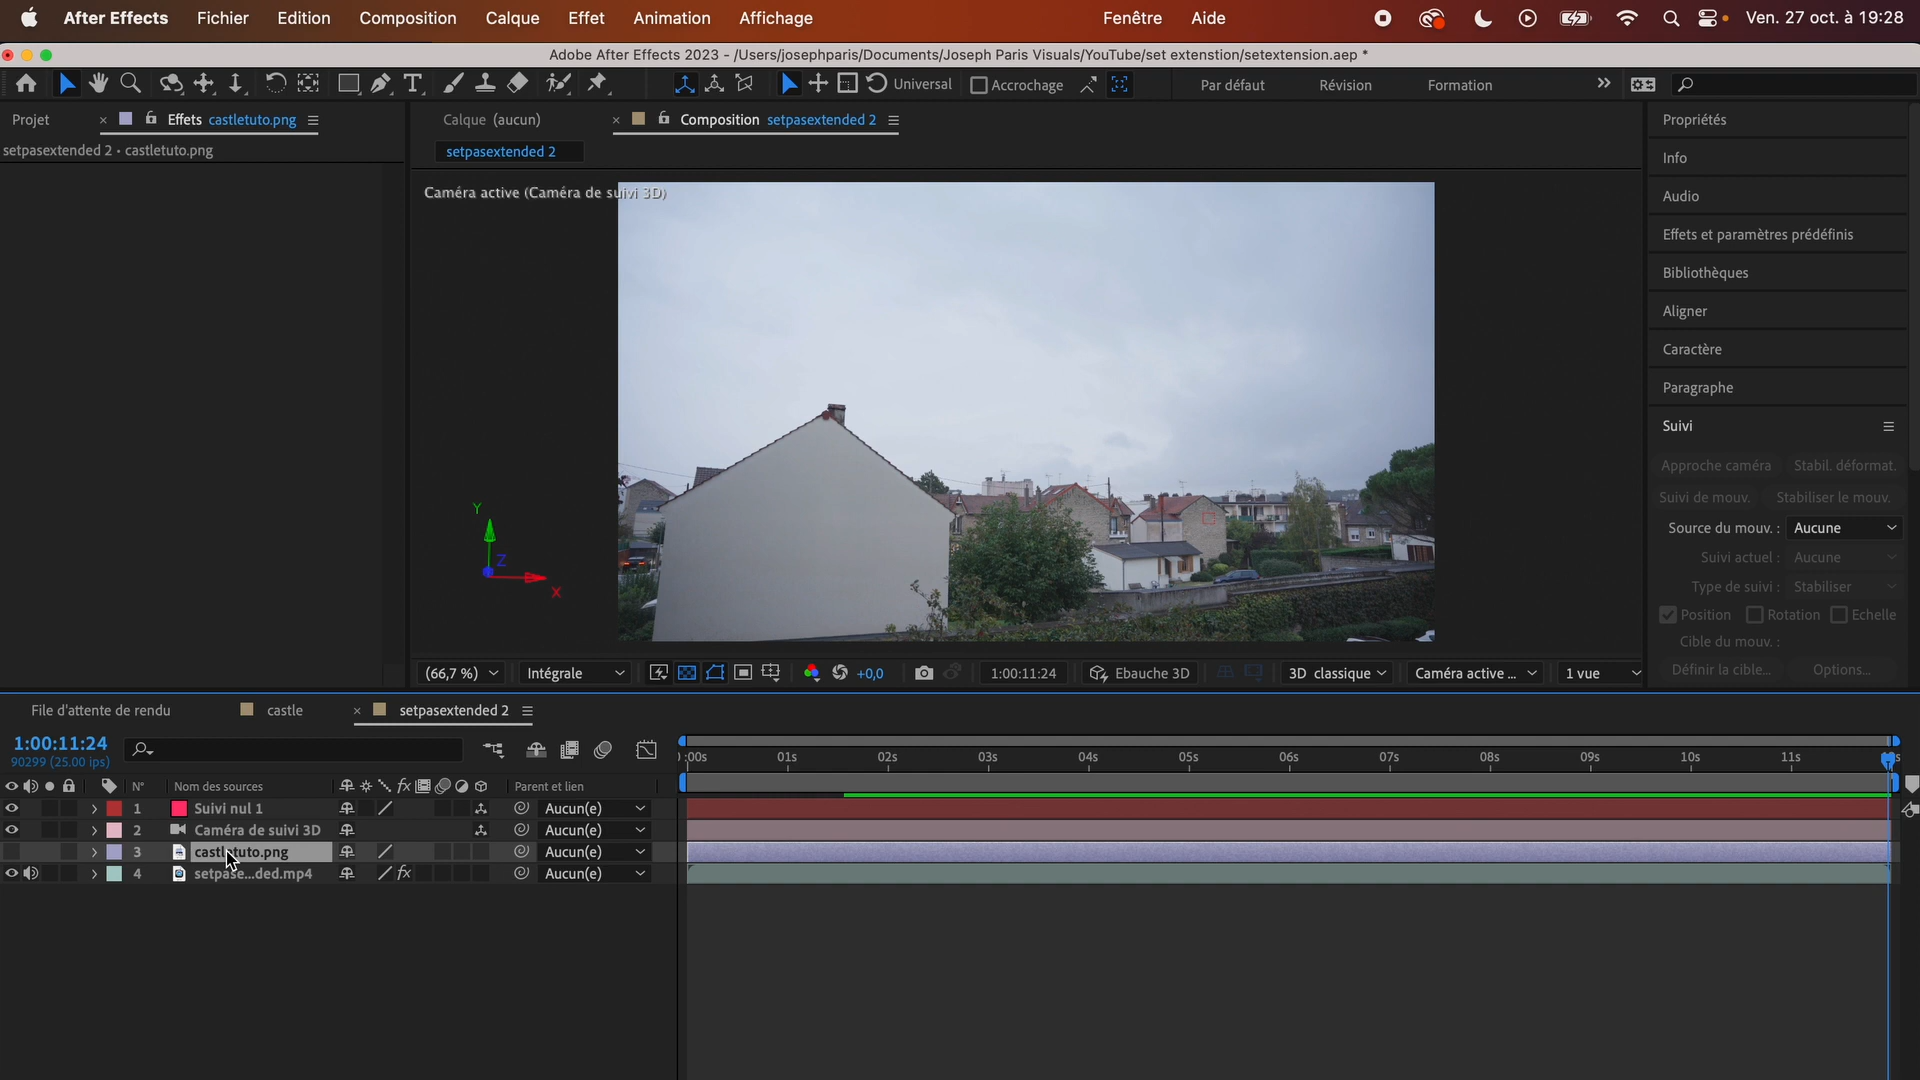 After Effects Fichier Edition Composition Calque Effet Animation Affichage Fenêtre Aide Ven. 27 oct. à 19:28
Adobe After Effects 2023 - /Users/josephparis/Documents/Joseph Paris Visuals/YouTube/set extenstion/setextension.aep *
Universal Accrochage Par défaut Révision Formation
Projet Effets castletuto.png
setpasextended 2 • castletuto.png
Calque (aucun) Composition setpasextended 2
setpasextended 2
Caméra active (Caméra de suivi 3D)
Y
Z
X
Propriétés
Info
Audio
Effets et paramètres prédéfinis
Bibliothèques
Aligner
Caractère
Paragraphe
Suivi
Approche caméra Stabil. déformat.
Suivi de mouv. Stabiliser le mouv.
Source du mouv. : Aucune
Suivi actuel : Aucune
Type de suivi : Stabiliser
Position Rotation Echelle
Cible du mouv. :
Définir la cible... Options...
(66,7 %) Intégrale +0,0 1:00:11:24 Ebauche 3D 3D classique Caméra active ... 1 vue
File d'attente de rendu castle setpasextended 2
1:00:11:24
90299 (25.00 ips)
:00s 01s 02s 03s 04s 05s 06s 07s 08s 09s 10s 11s
N° Nom des sources fx Parent et lien
1 Suivi nul 1 Aucun(e)
2 Caméra de suivi 3D Aucun(e)
3 castletuto.png Aucun(e)
4 setpase...ded.mp4 fx Aucun(e)